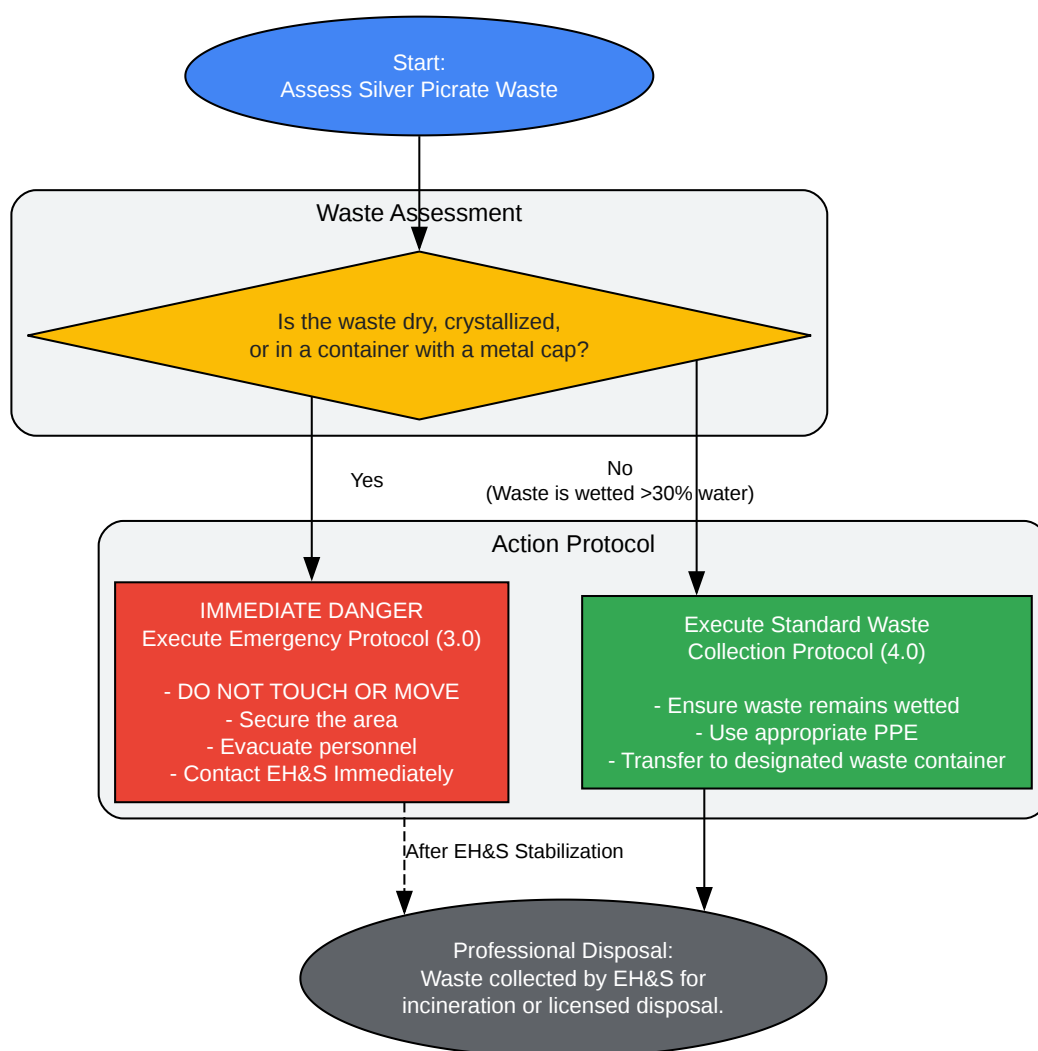 Start:
Assess Silver Picrate Waste
Waste Assessment
Is the waste dry, crystallized,
or in a container with a metal cap?
Yes
No
(Waste is wetted >30% water)
Action Protocol
IMMEDIATE DANGER
Execute Emergency Protocol (3.0)
- DO NOT TOUCH OR MOVE
- Secure the area
- Evacuate personnel
- Contact EH&S Immediately
Execute Standard Waste
Collection Protocol (4.0)
- Ensure waste remains wetted
- Use appropriate PPE
- Transfer to designated waste container
After EH&S Stabilization
Professional Disposal:
Waste collected by EH&S for
incineration or licensed disposal.